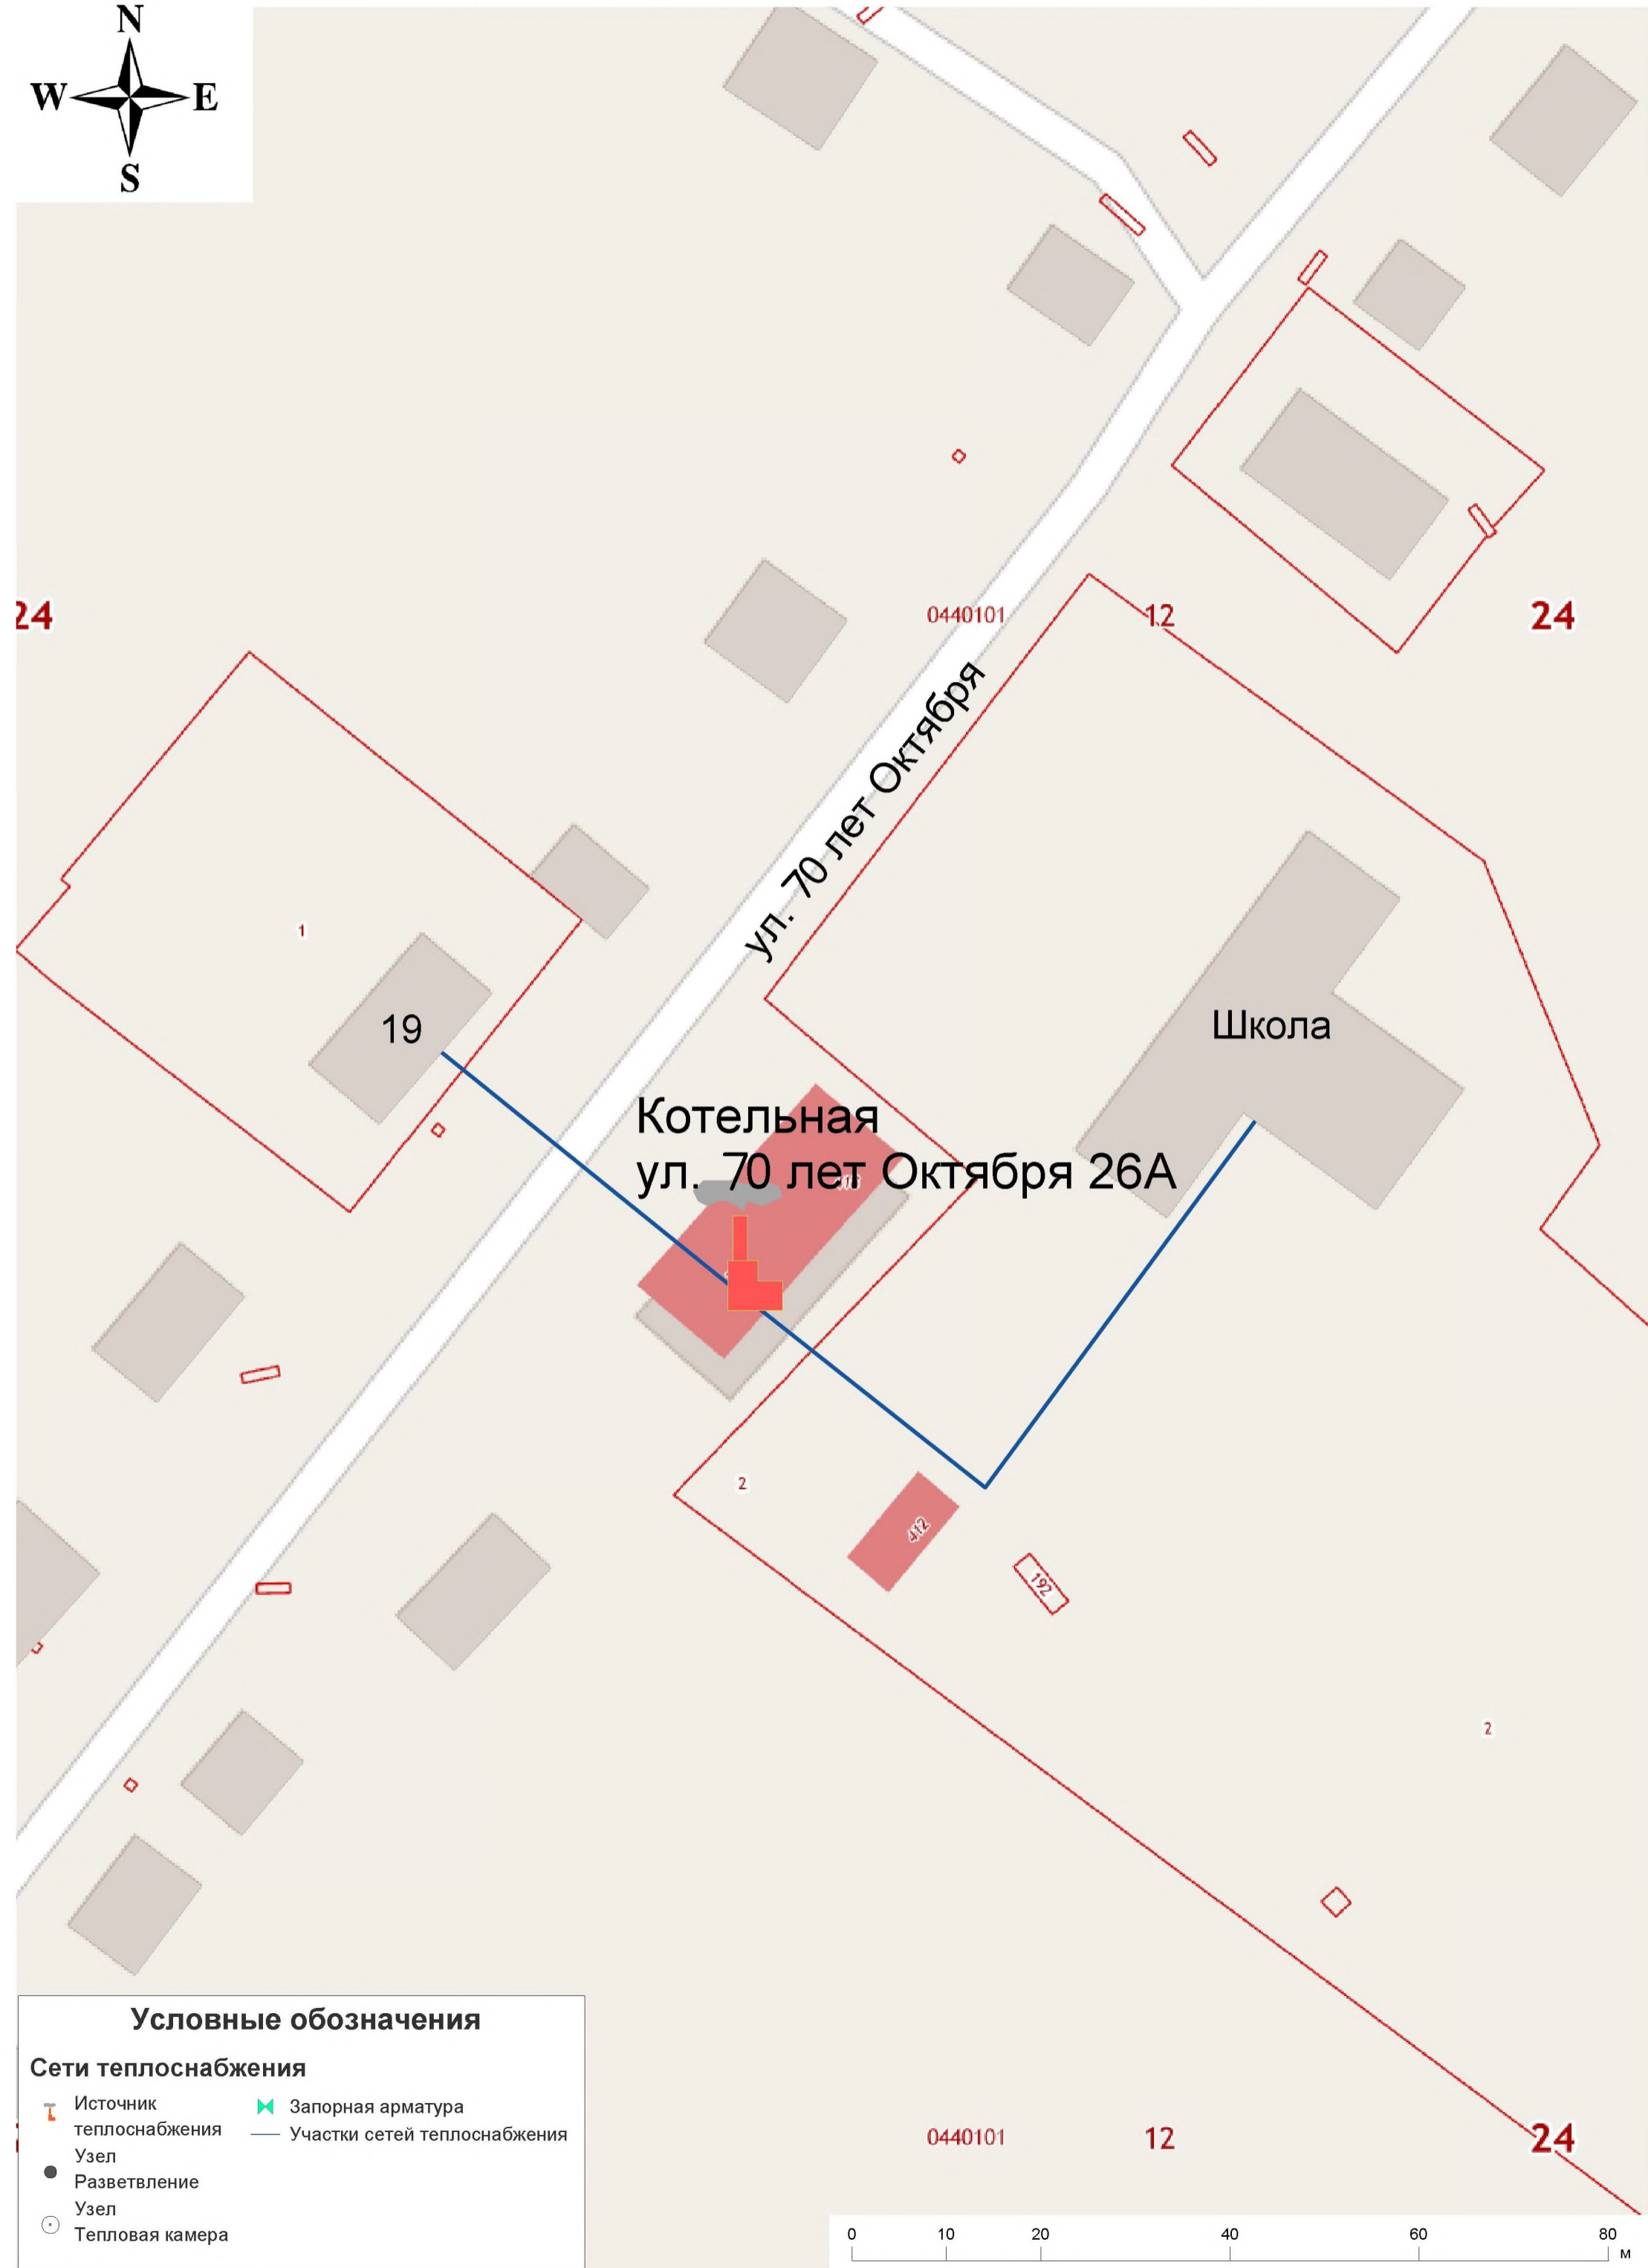 N
W E
S
24
0440101 12
24
ул. 70 лет Октября
1
19
Школа
Котельная
ул. 70 лет Октября 26А
2
412
192
2
Условные обозначения
Сети теплоснабжения
Источник
теплоснабжения
Узел
Разветвление
Узел
Тепловая камера
Запорная арматура
Участки сетей теплоснабжения
0440101 12
24
0 10 20 40 60 80
м